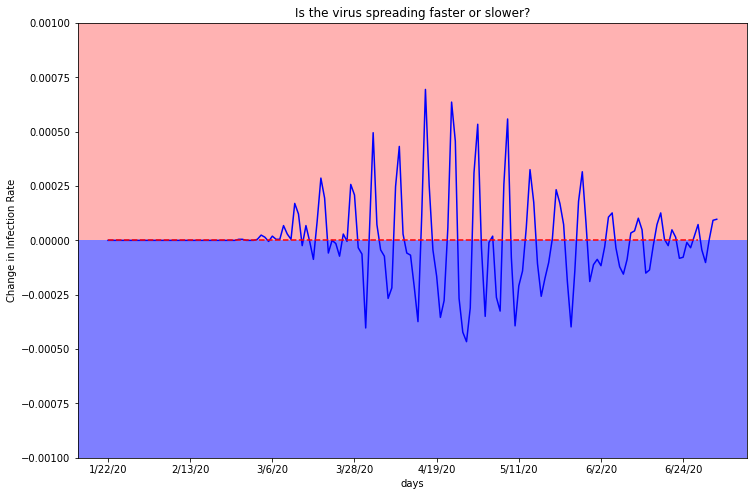 Is the virus spreading faster or slower?
Change in Infection Rate
0.00100
0.00075
0.00050
0.00025
0.00000
−0.00025
−0.00050
−0.00075
−0.00100
1/22/20 2/13/20 3/6/20 3/28/20 4/19/20 5/11/20 6/2/20 6/24/20
days